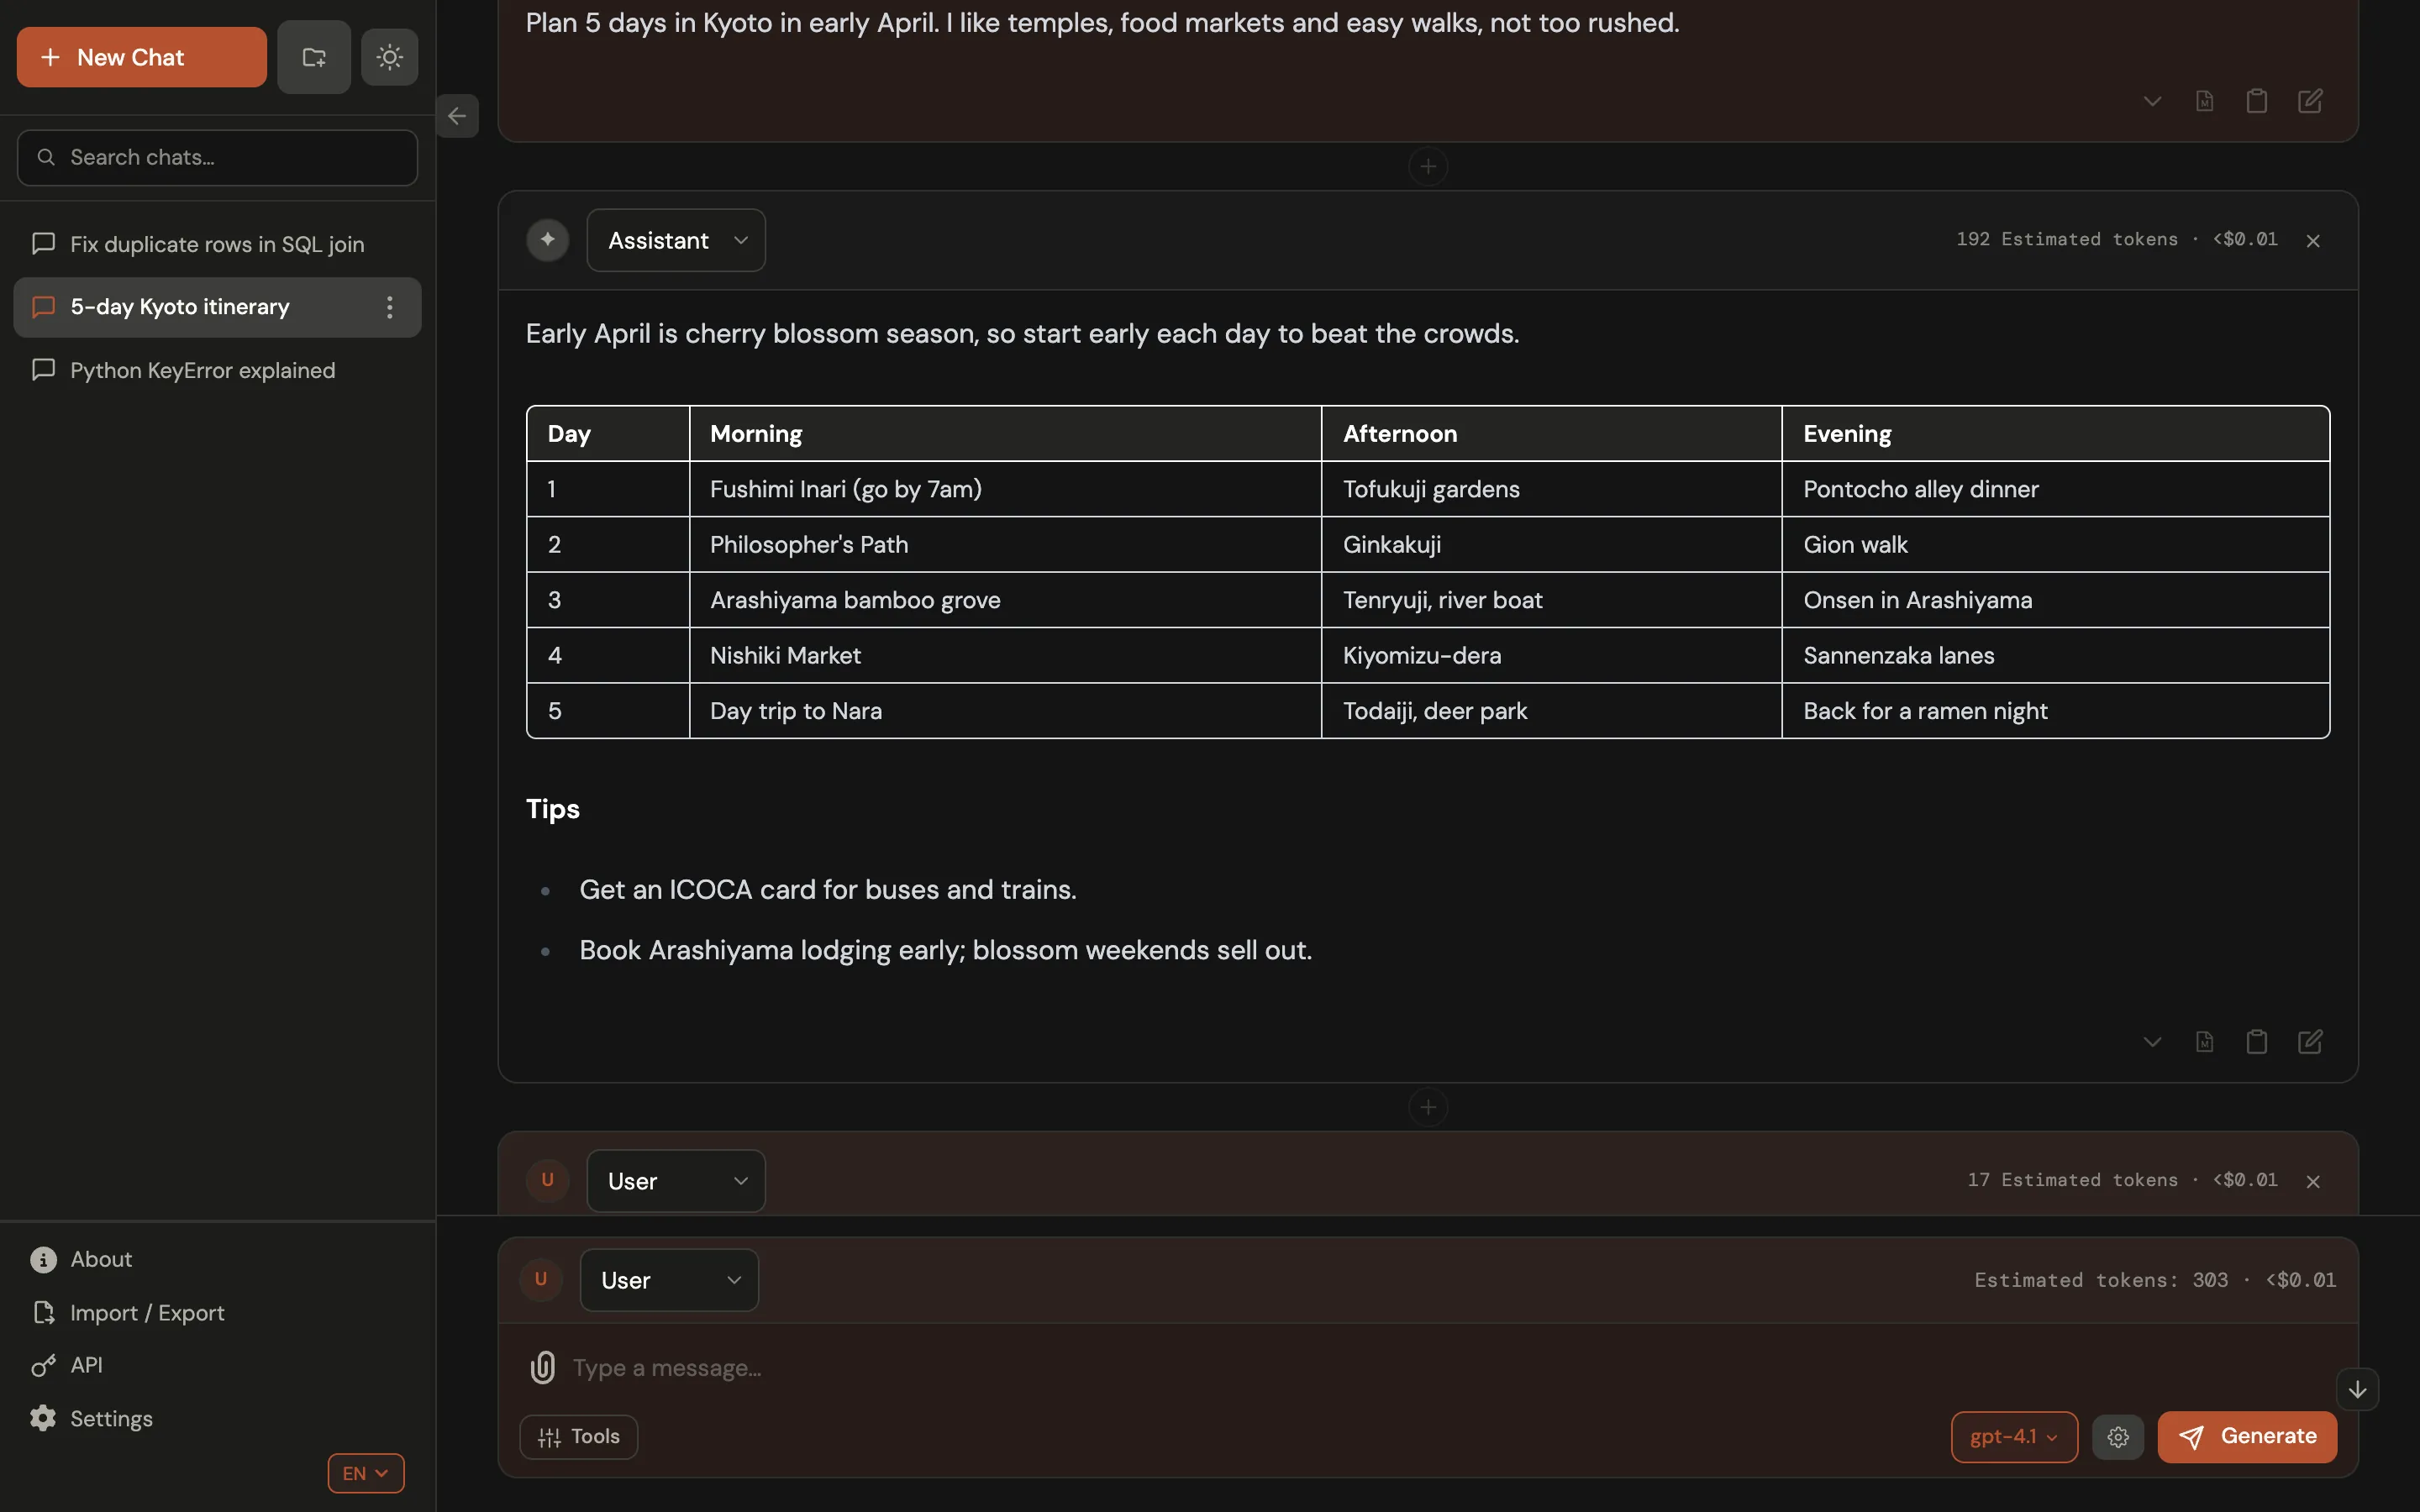 New Chat
Search chats...
Fix duplicate rows in SQL join
5-day Kyoto itinerary
Python KeyError explained
About
Import / Export
API
Settings
EN
Plan 5 days in Kyoto in early April. I like temples, food markets and easy walks, not too rushed.
Assistant
192 Estimated tokens · <$0.01
Early April is cherry blossom season, so start early each day to beat the crowds.
Day Morning Afternoon Evening
1 Fushimi Inari (go by 7am) Tofukuji gardens Pontocho alley dinner
2 Philosopher's Path Ginkakuji Gion walk
3 Arashiyama bamboo grove Tenryuji, river boat Onsen in Arashiyama
4 Nishiki Market Kiyomizu-dera Sannenzaka lanes
5 Day trip to Nara Todaiji, deer park Back for a ramen night
Tips
Get an ICOCA card for buses and trains.
Book Arashiyama lodging early; blossom weekends sell out.
U User
17 Estimated tokens · <$0.01
U User
Estimated tokens: 303 · <$0.01
Type a message...
Tools
gpt-4.1
Generate